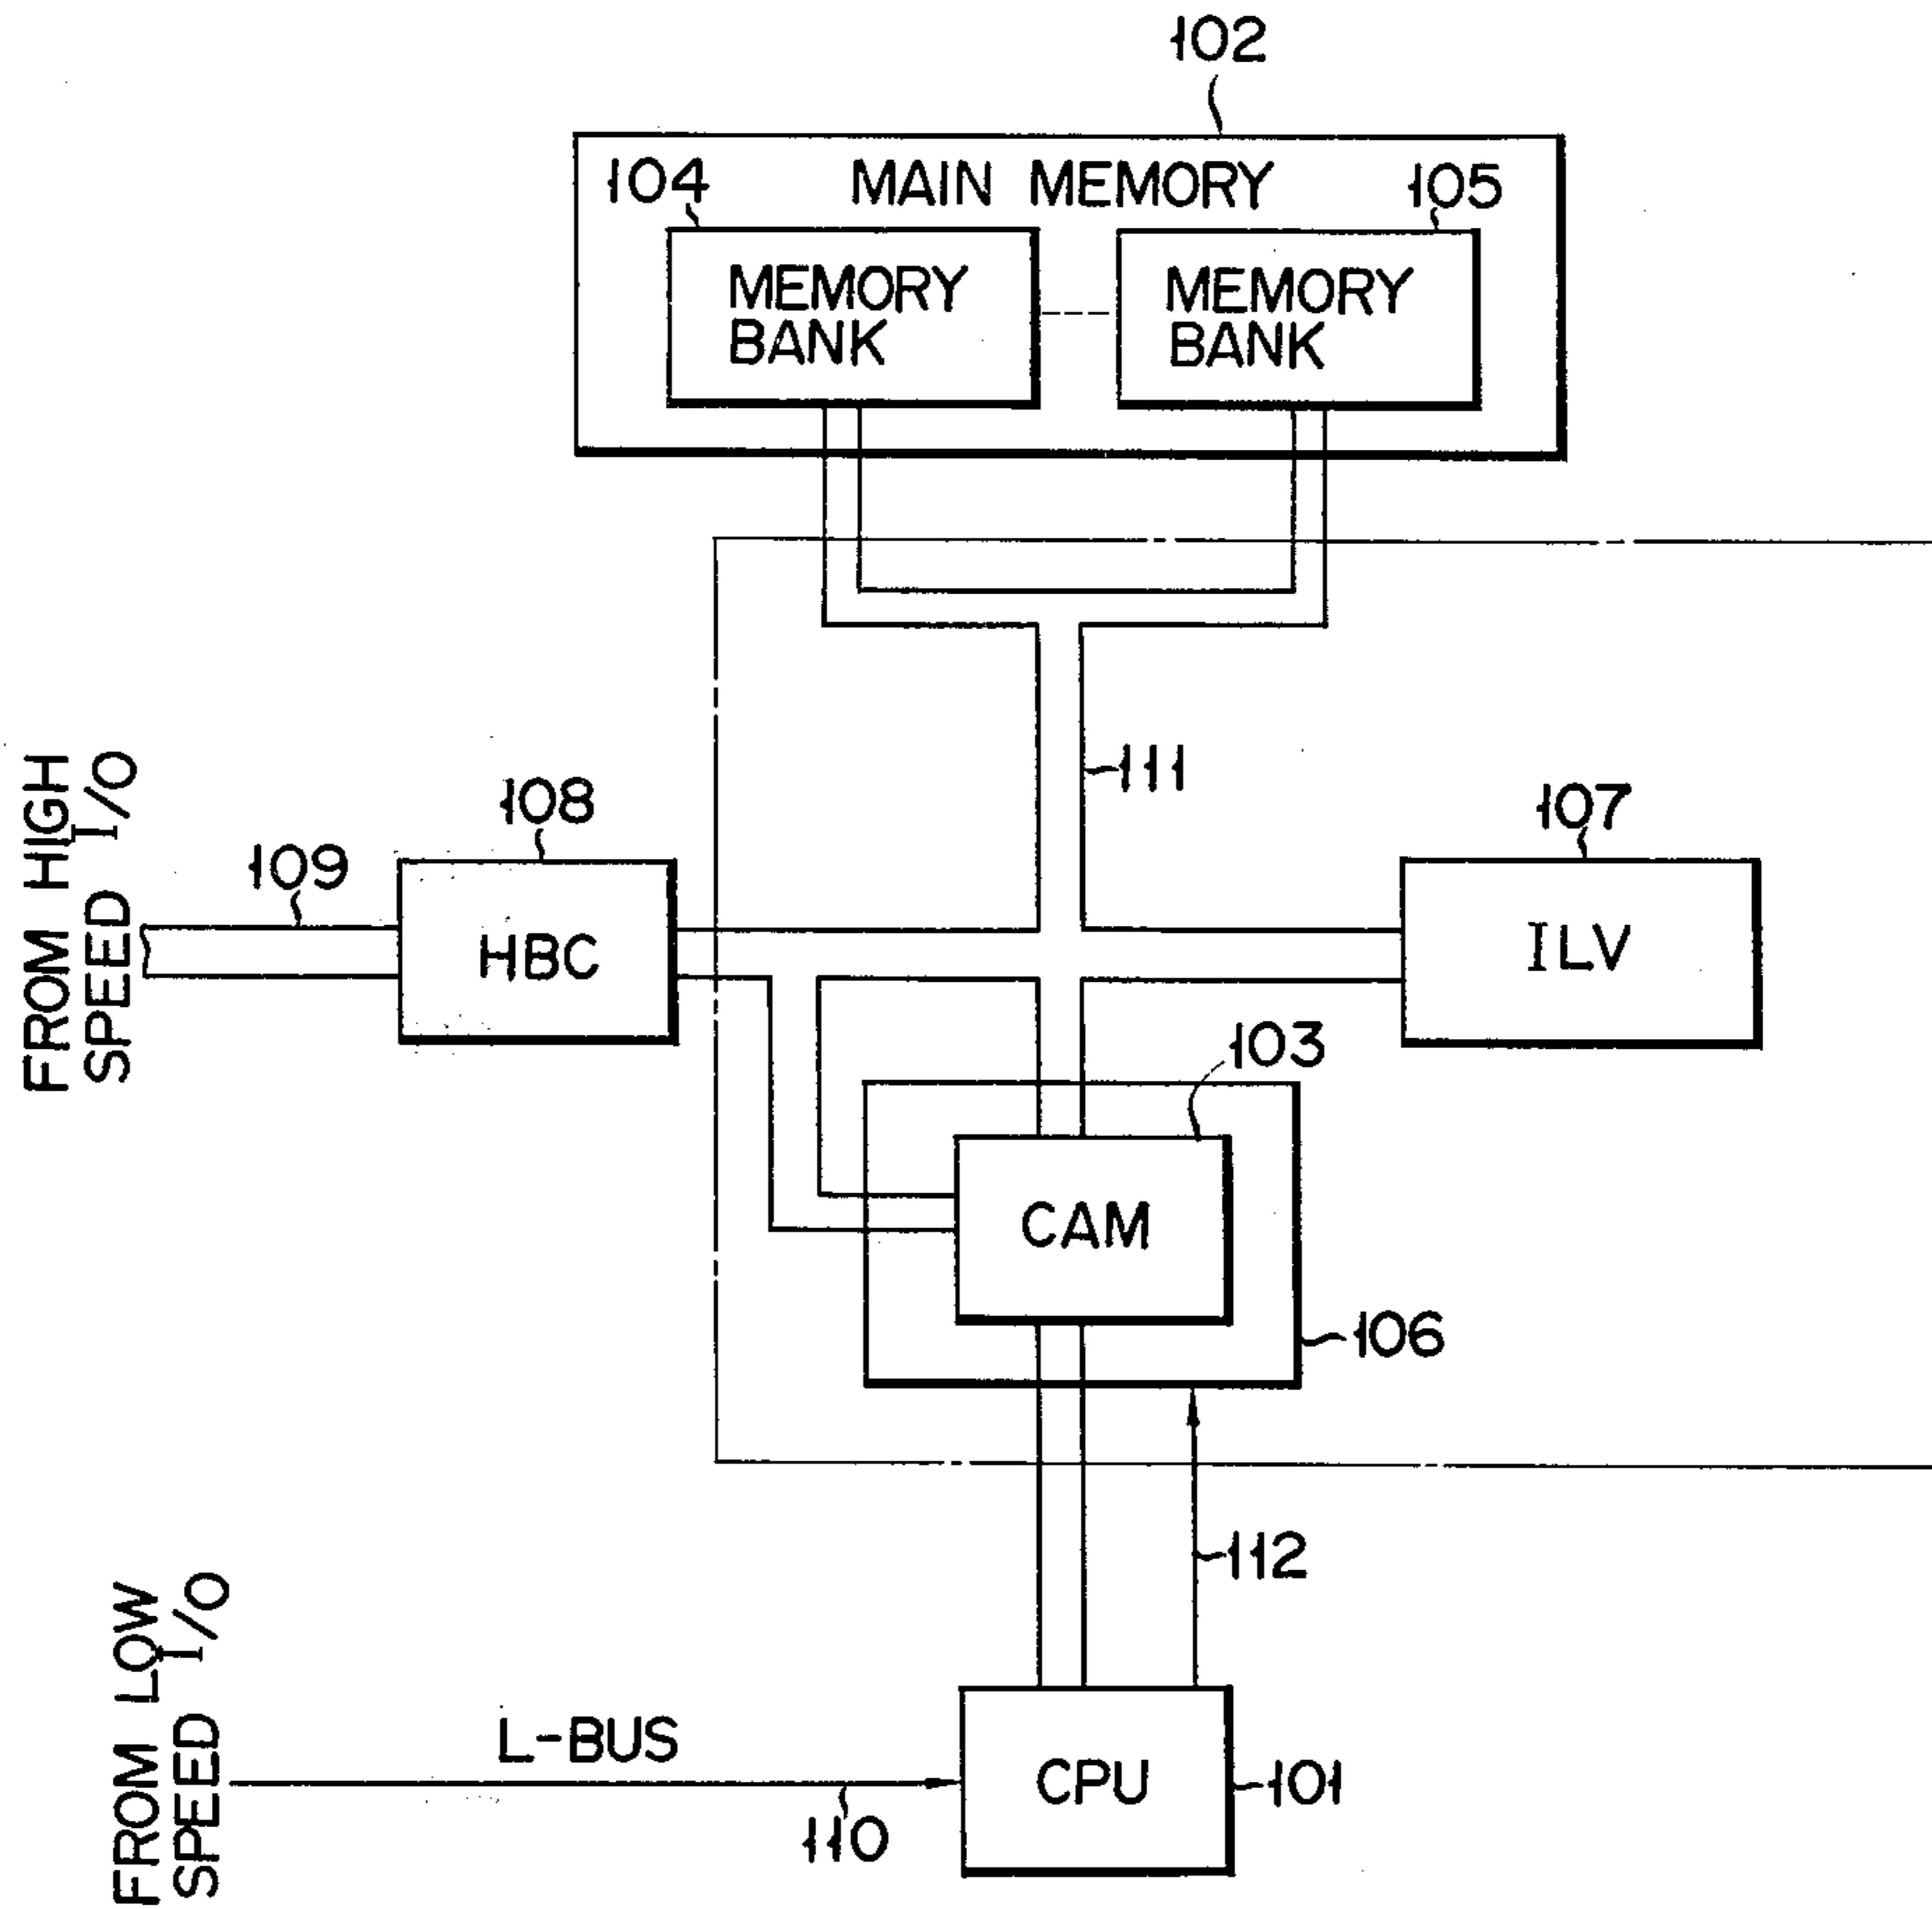 102
MAIN MEMORY
104
105
MEMORY
BANK
MEMORY
BANK
111
FROM HIGH
SPEED I/O
109
108
HBC
107
ILV
103
CAM
106
112
FROM LOW
SPEED I/O
L-BUS
110
CPU
101